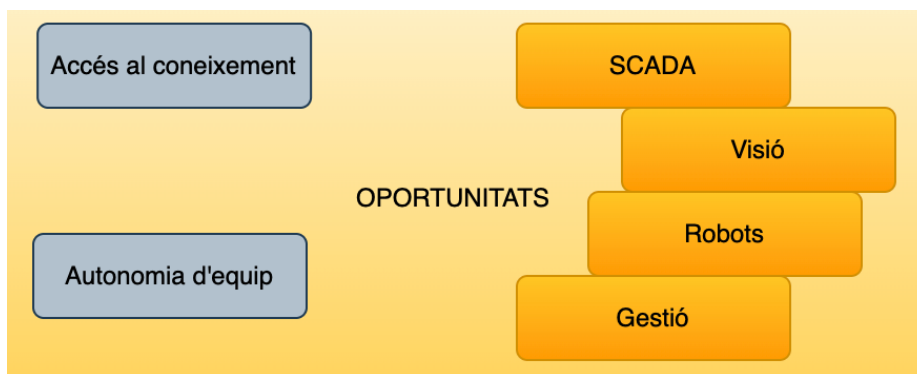 Accés al coneixement
SCADA
Visió
OPORTUNITATS
Robots
Autonomia d'equip
Gestió